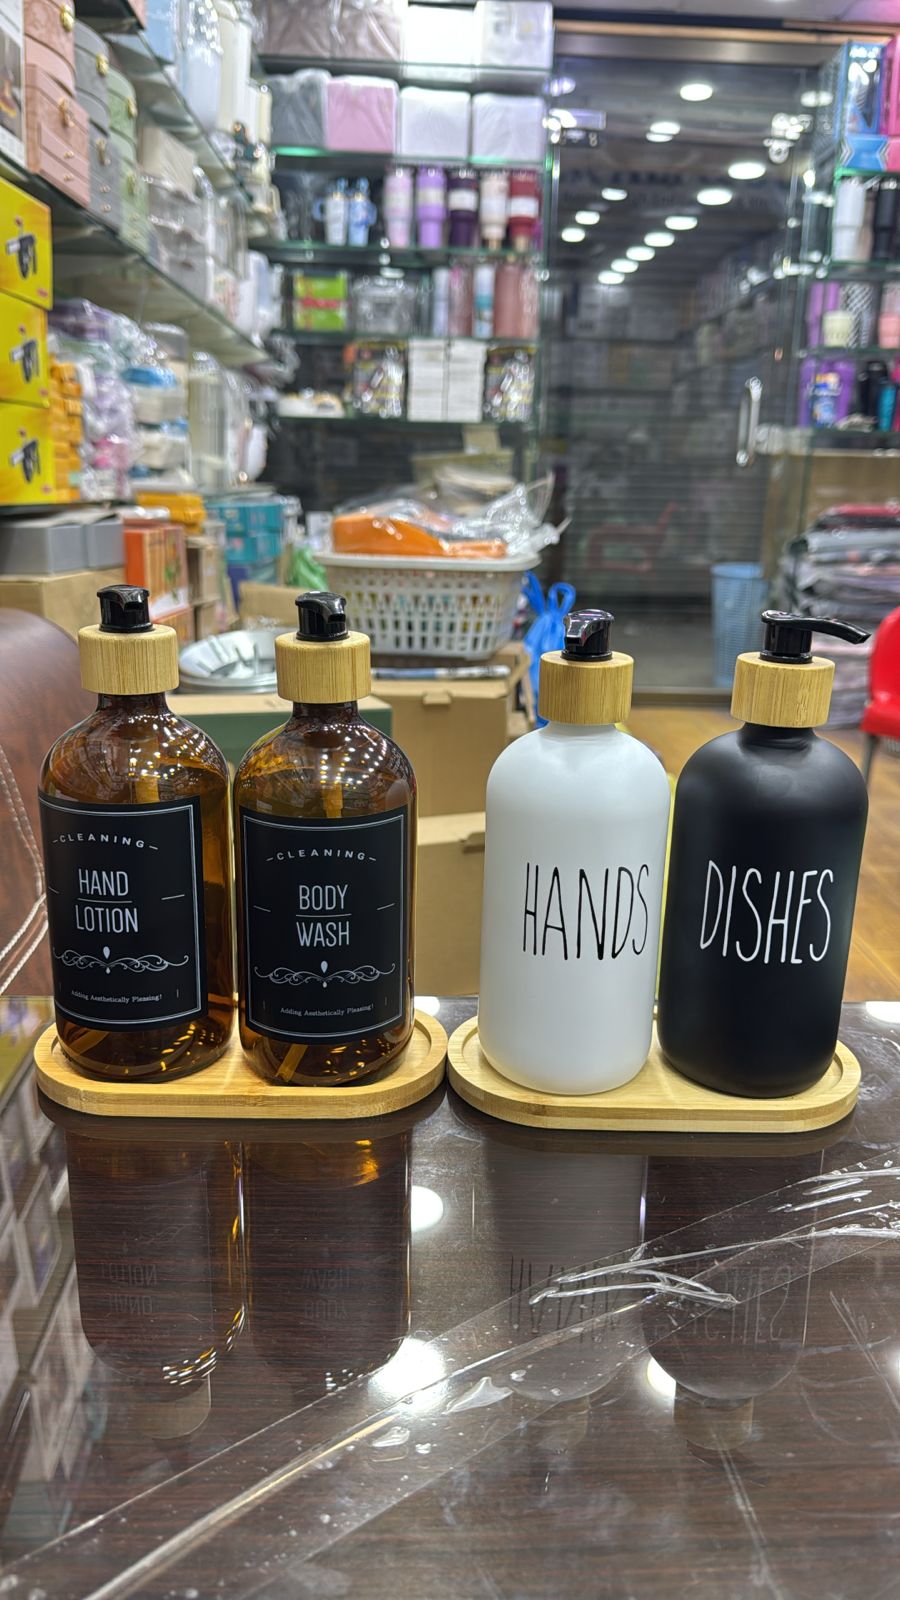 CLEANING
HAND
LOTION
Adding Aesthetically Pleasing!
CLEANING
BODY
WASH
Adding Aesthetically Pleasing!
HANDS
DISHES